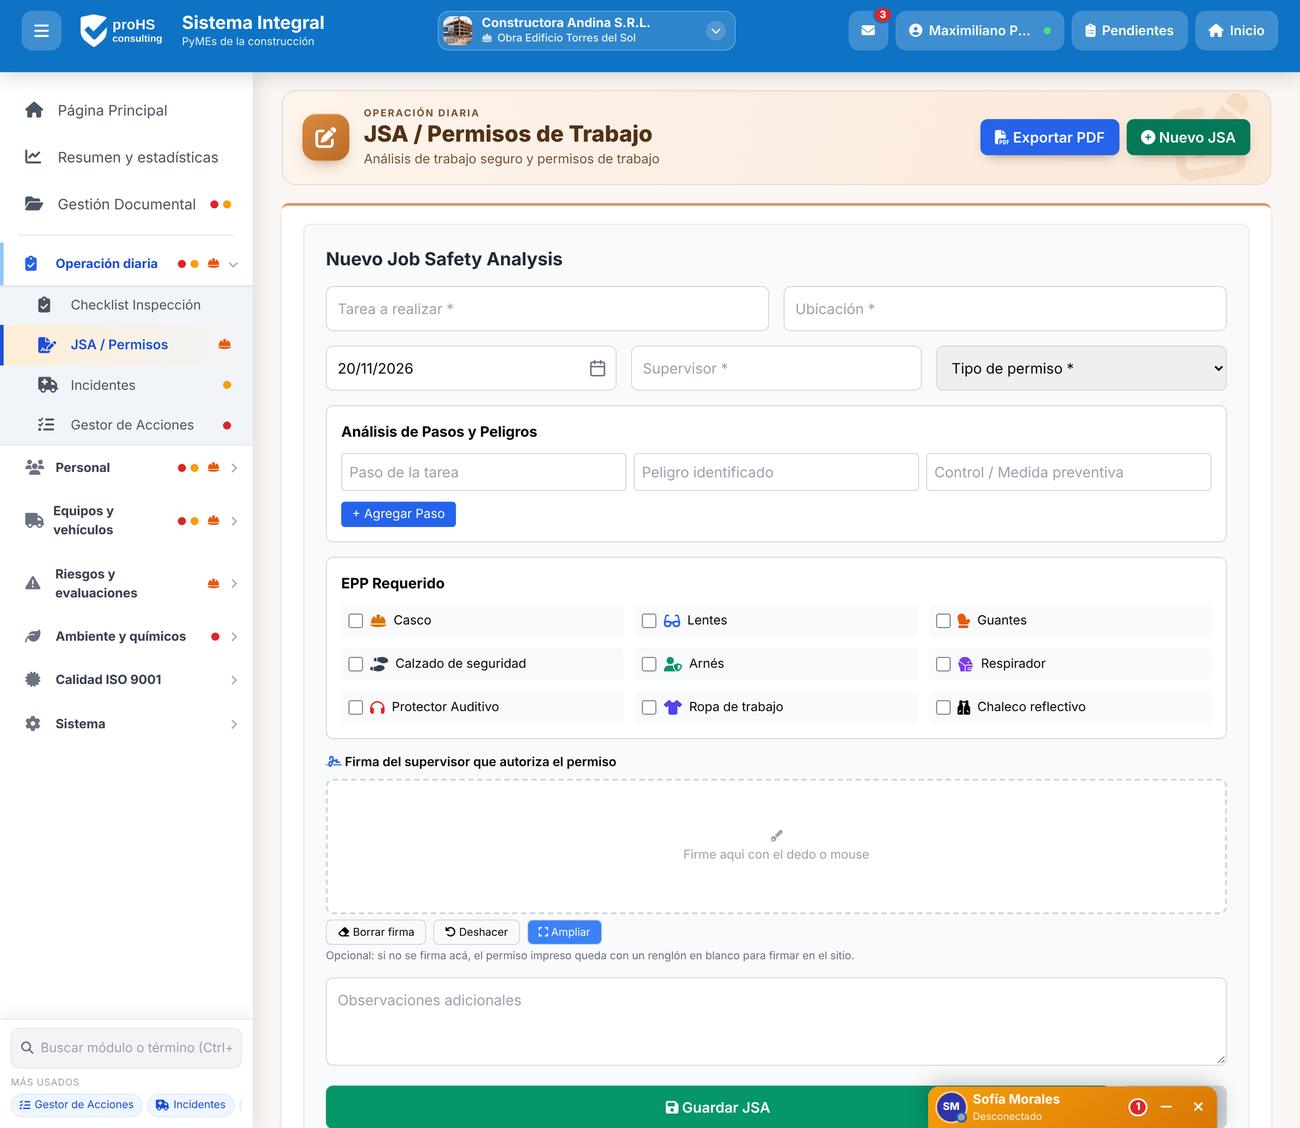 proHS
consulting
Sistema Integral
PyMEs de la construcción
Constructora Andina S.R.L.
Obra Edificio Torres del Sol
3
Maximiliano P...
Pendientes
Inicio
Página Principal
Resumen y estadísticas
Gestión Documental
Operación diaria
Checklist Inspección
JSA / Permisos
Incidentes
Gestor de Acciones
Personal
Equipos y
vehículos
Riesgos y
evaluaciones
Ambiente y químicos
Calidad ISO 9001
Sistema
Buscar módulo o término (Ctrl+
MÁS USADOS
Gestor de Acciones
Incidentes
OPERACIÓN DIARIA
JSA / Permisos de Trabajo
Análisis de trabajo seguro y permisos de trabajo
Exportar PDF
Nuevo JSA
Nuevo Job Safety Analysis
Tarea a realizar *
Ubicación *
20/11/2026
Supervisor *
Tipo de permiso *
Análisis de Pasos y Peligros
Paso de la tarea
Peligro identificado
Control / Medida preventiva
+ Agregar Paso
EPP Requerido
Casco
Lentes
Guantes
Calzado de seguridad
Arnés
Respirador
Protector Auditivo
Ropa de trabajo
Chaleco reflectivo
Firma del supervisor que autoriza el permiso
Firme aqui con el dedo o mouse
Borrar firma
Deshacer
Ampliar
Opcional: si no se firma acá, el permiso impreso queda con un renglón en blanco para firmar en el sitio.
Observaciones adicionales
Guardar JSA
SM
Sofía Morales
Desconectado
1